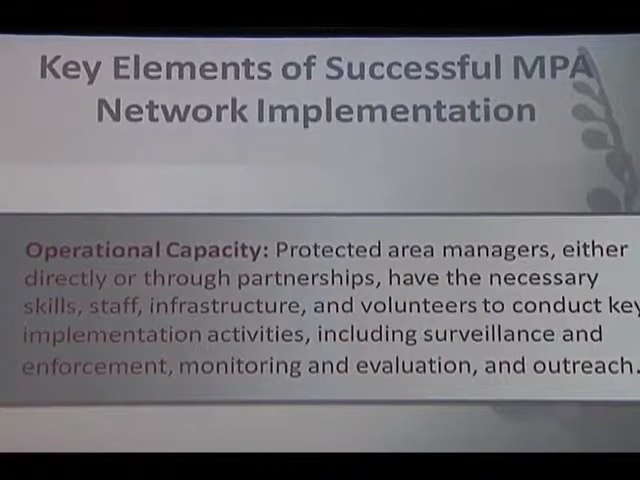 Key Elements of Successful MPA
Network Implementation
Operational Capacity: Protected area managers, either
directly or through partnerships, have the necessary
skills, staff, infrastructure, and volunteers to conduct key
implementation activities, including surveillance and
enforcement, monitoring and evaluation, and outreach.